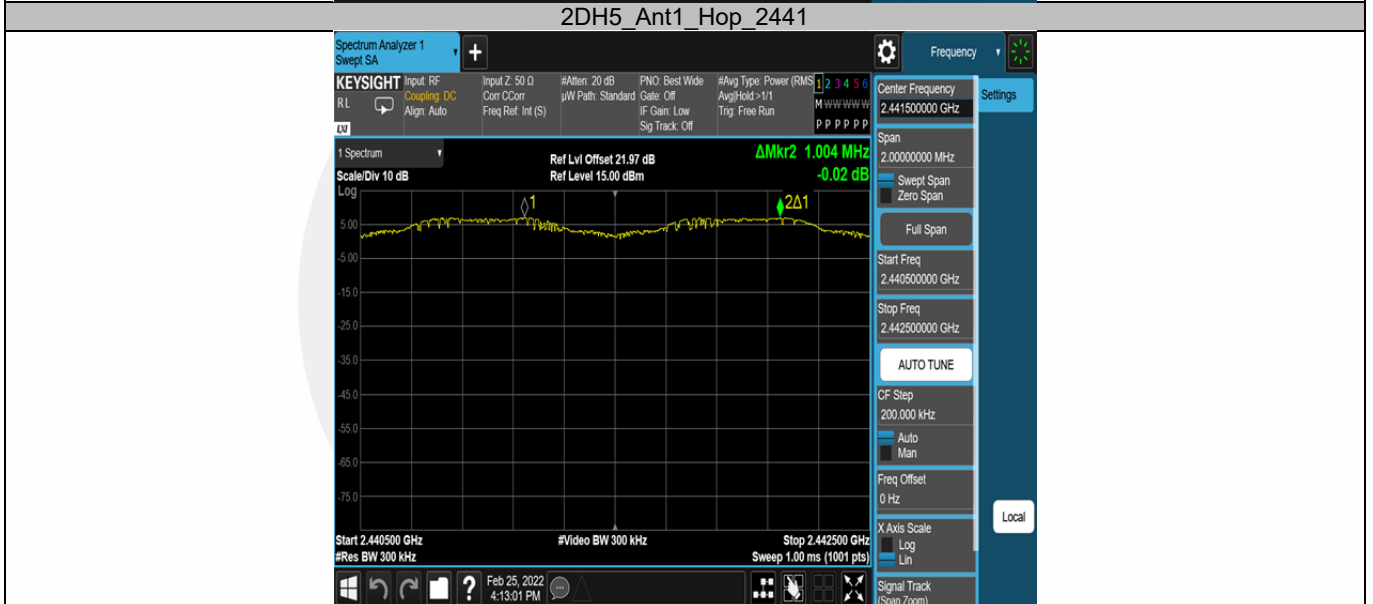 2DH5_Ant1_Hop_2441
Spectrum Analyzer 1
Swept SA
+
Frequency
KEYSIGHT
RL
LXI
Input: RF
Coupling: DC
Align: Auto
Input Z: 50 Ω
Corr CCorr
Freq Ref: Int (S)
#Atten: 20 dB
µW Path: Standard
PNO: Best Wide
Gate: Off
IF Gain: Low
Sig Track: Off
#Avg Type: Power (RMS
Avg|Hold:>1/1
Trig: Free Run
1 2 3 4 5 6
M W W W W W
P P P P P P
Center Frequency
2.441500000 GHz
Settings
Span
2.00000000 MHz
Swept Span
Zero Span
Full Span
Start Freq
2.440500000 GHz
Stop Freq
2.442500000 GHz
AUTO TUNE
CF Step
200.000 kHz
Auto
Man
Freq Offset
0 Hz
X Axis Scale
Log
Lin
Signal Track
(Span Zoom)
Local
1 Spectrum
Scale/Div 10 dB
Ref Lvl Offset 21.97 dB
Ref Level 15.00 dBm
ΔMkr2 1.004 MHz
-0.02 dB
Log
1
2Δ1
5.00
-5.00
-15.0
-25.0
-35.0
-45.0
-55.0
-65.0
-75.0
Start 2.440500 GHz
#Video BW 300 kHz
Stop 2.442500 GHz
#Res BW 300 kHz
Sweep 1.00 ms (1001 pts)
?
Feb 25, 2022
4:13:01 PM